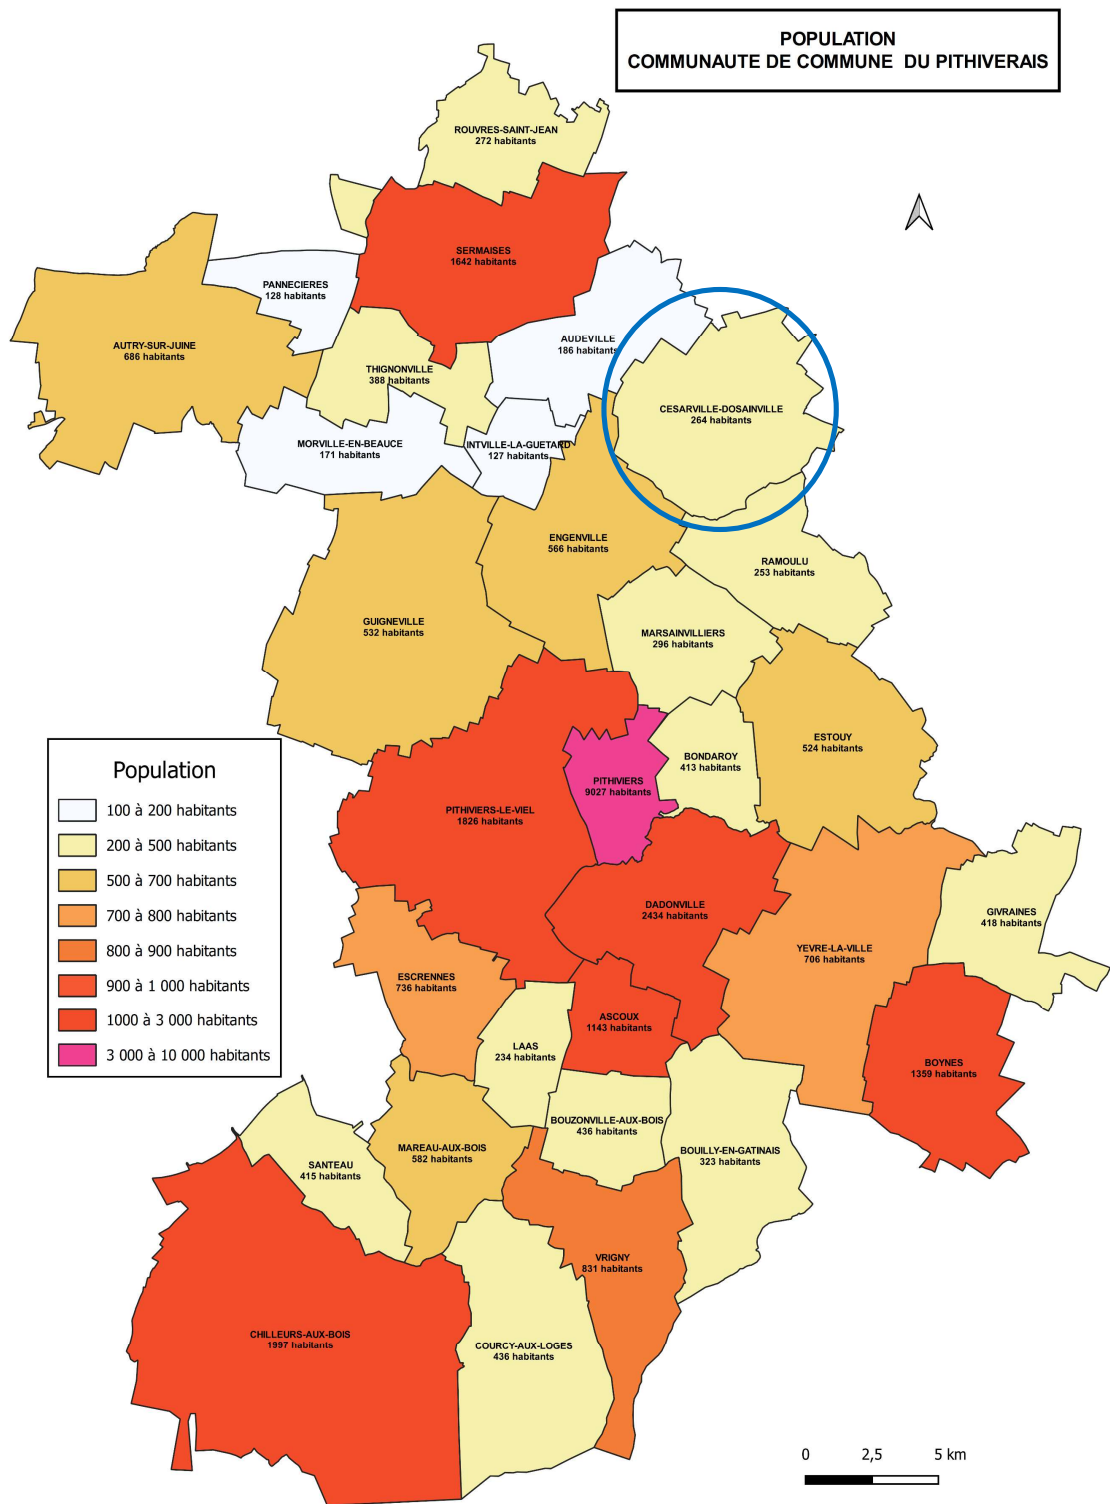 POPULATION
COMMUNAUTE DE COMMUNE DU PITHIVERAIS
ROUVRES-SAINT-JEAN
272 habitants
SERMAISES
1642 habitants
PANNECIERES
128 habitants
AUDEVILLE
186 habitants
AUTRY-SUR-JUINE
686 habitants
THIGNONVILLE
388 habitants
CESARVILLE-DOSAINVILLE
264 habitants
MORVILLE-EN-BEAUCE
171 habitants
INTVILLE-LA-GUETARD
127 habitants
ENGENVILLE
566 habitants
RAMOULU
253 habitants
GUIGNEVILLE
532 habitants
MARSAINVILLIERS
296 habitants
ESTOUY
524 habitants
BONDAROY
413 habitants
PITHIVIERS
9027 habitants
PITHIVIERS-LE-VIEL
1826 habitants
Population
100 à 200 habitants
200 à 500 habitants
500 à 700 habitants
700 à 800 habitants
800 à 900 habitants
900 à 1 000 habitants
1000 à 3 000 habitants
3 000 à 10 000 habitants
DADONVILLE
2434 habitants
GIVRAINES
418 habitants
YEVRE-LA-VILLE
706 habitants
ESCRENNES
736 habitants
ASCOUX
1143 habitants
LAAS
234 habitants
BOYNES
1359 habitants
BOUZONVILLE-AUX-BOIS
436 habitants
MAREAU-AUX-BOIS
582 habitants
BOUILLY-EN-GATINAIS
323 habitants
SANTEAU
415 habitants
VRIGNY
831 habitants
CHILLEURS-AUX-BOIS
1997 habitants
COURCY-AUX-LOGES
436 habitants
0 2,5 5 km